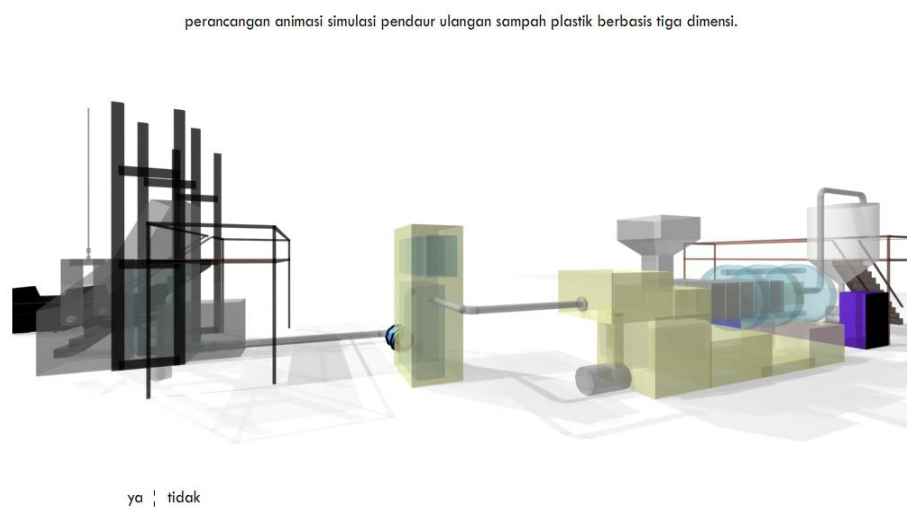 perancangan animasi simulasi pendaur ulangan sampah plastik berbasis tiga dimensi.
ya ¦ tidak